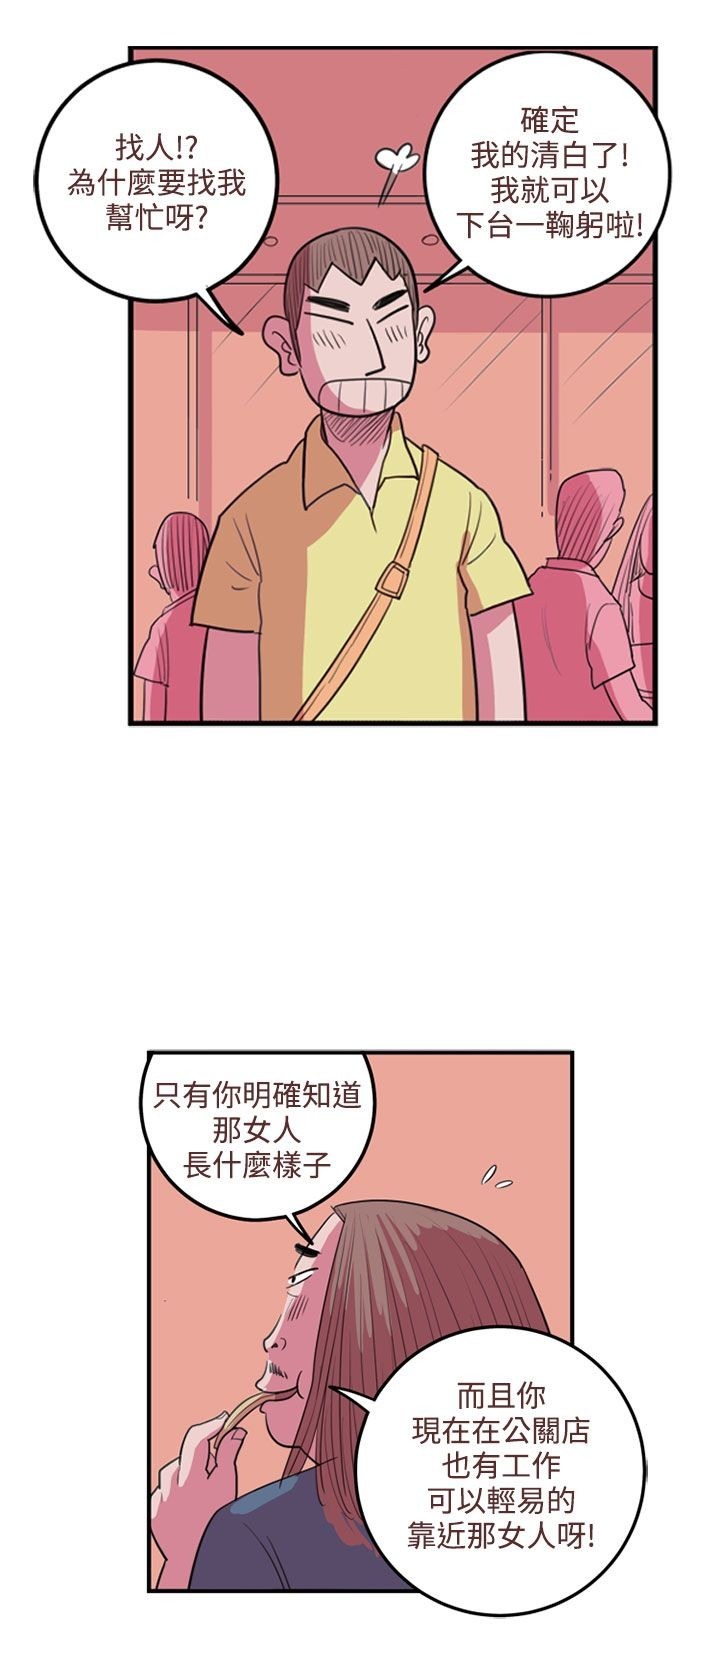 找人!?
為什麼要找我
幫忙呀?
確定
我的清白了!
我就可以
下台一鞠躬啦!
只有你明確知道
那女人
長什麼樣子
而且你
現在在公關店
也有工作
可以輕易的
靠近那女人呀!